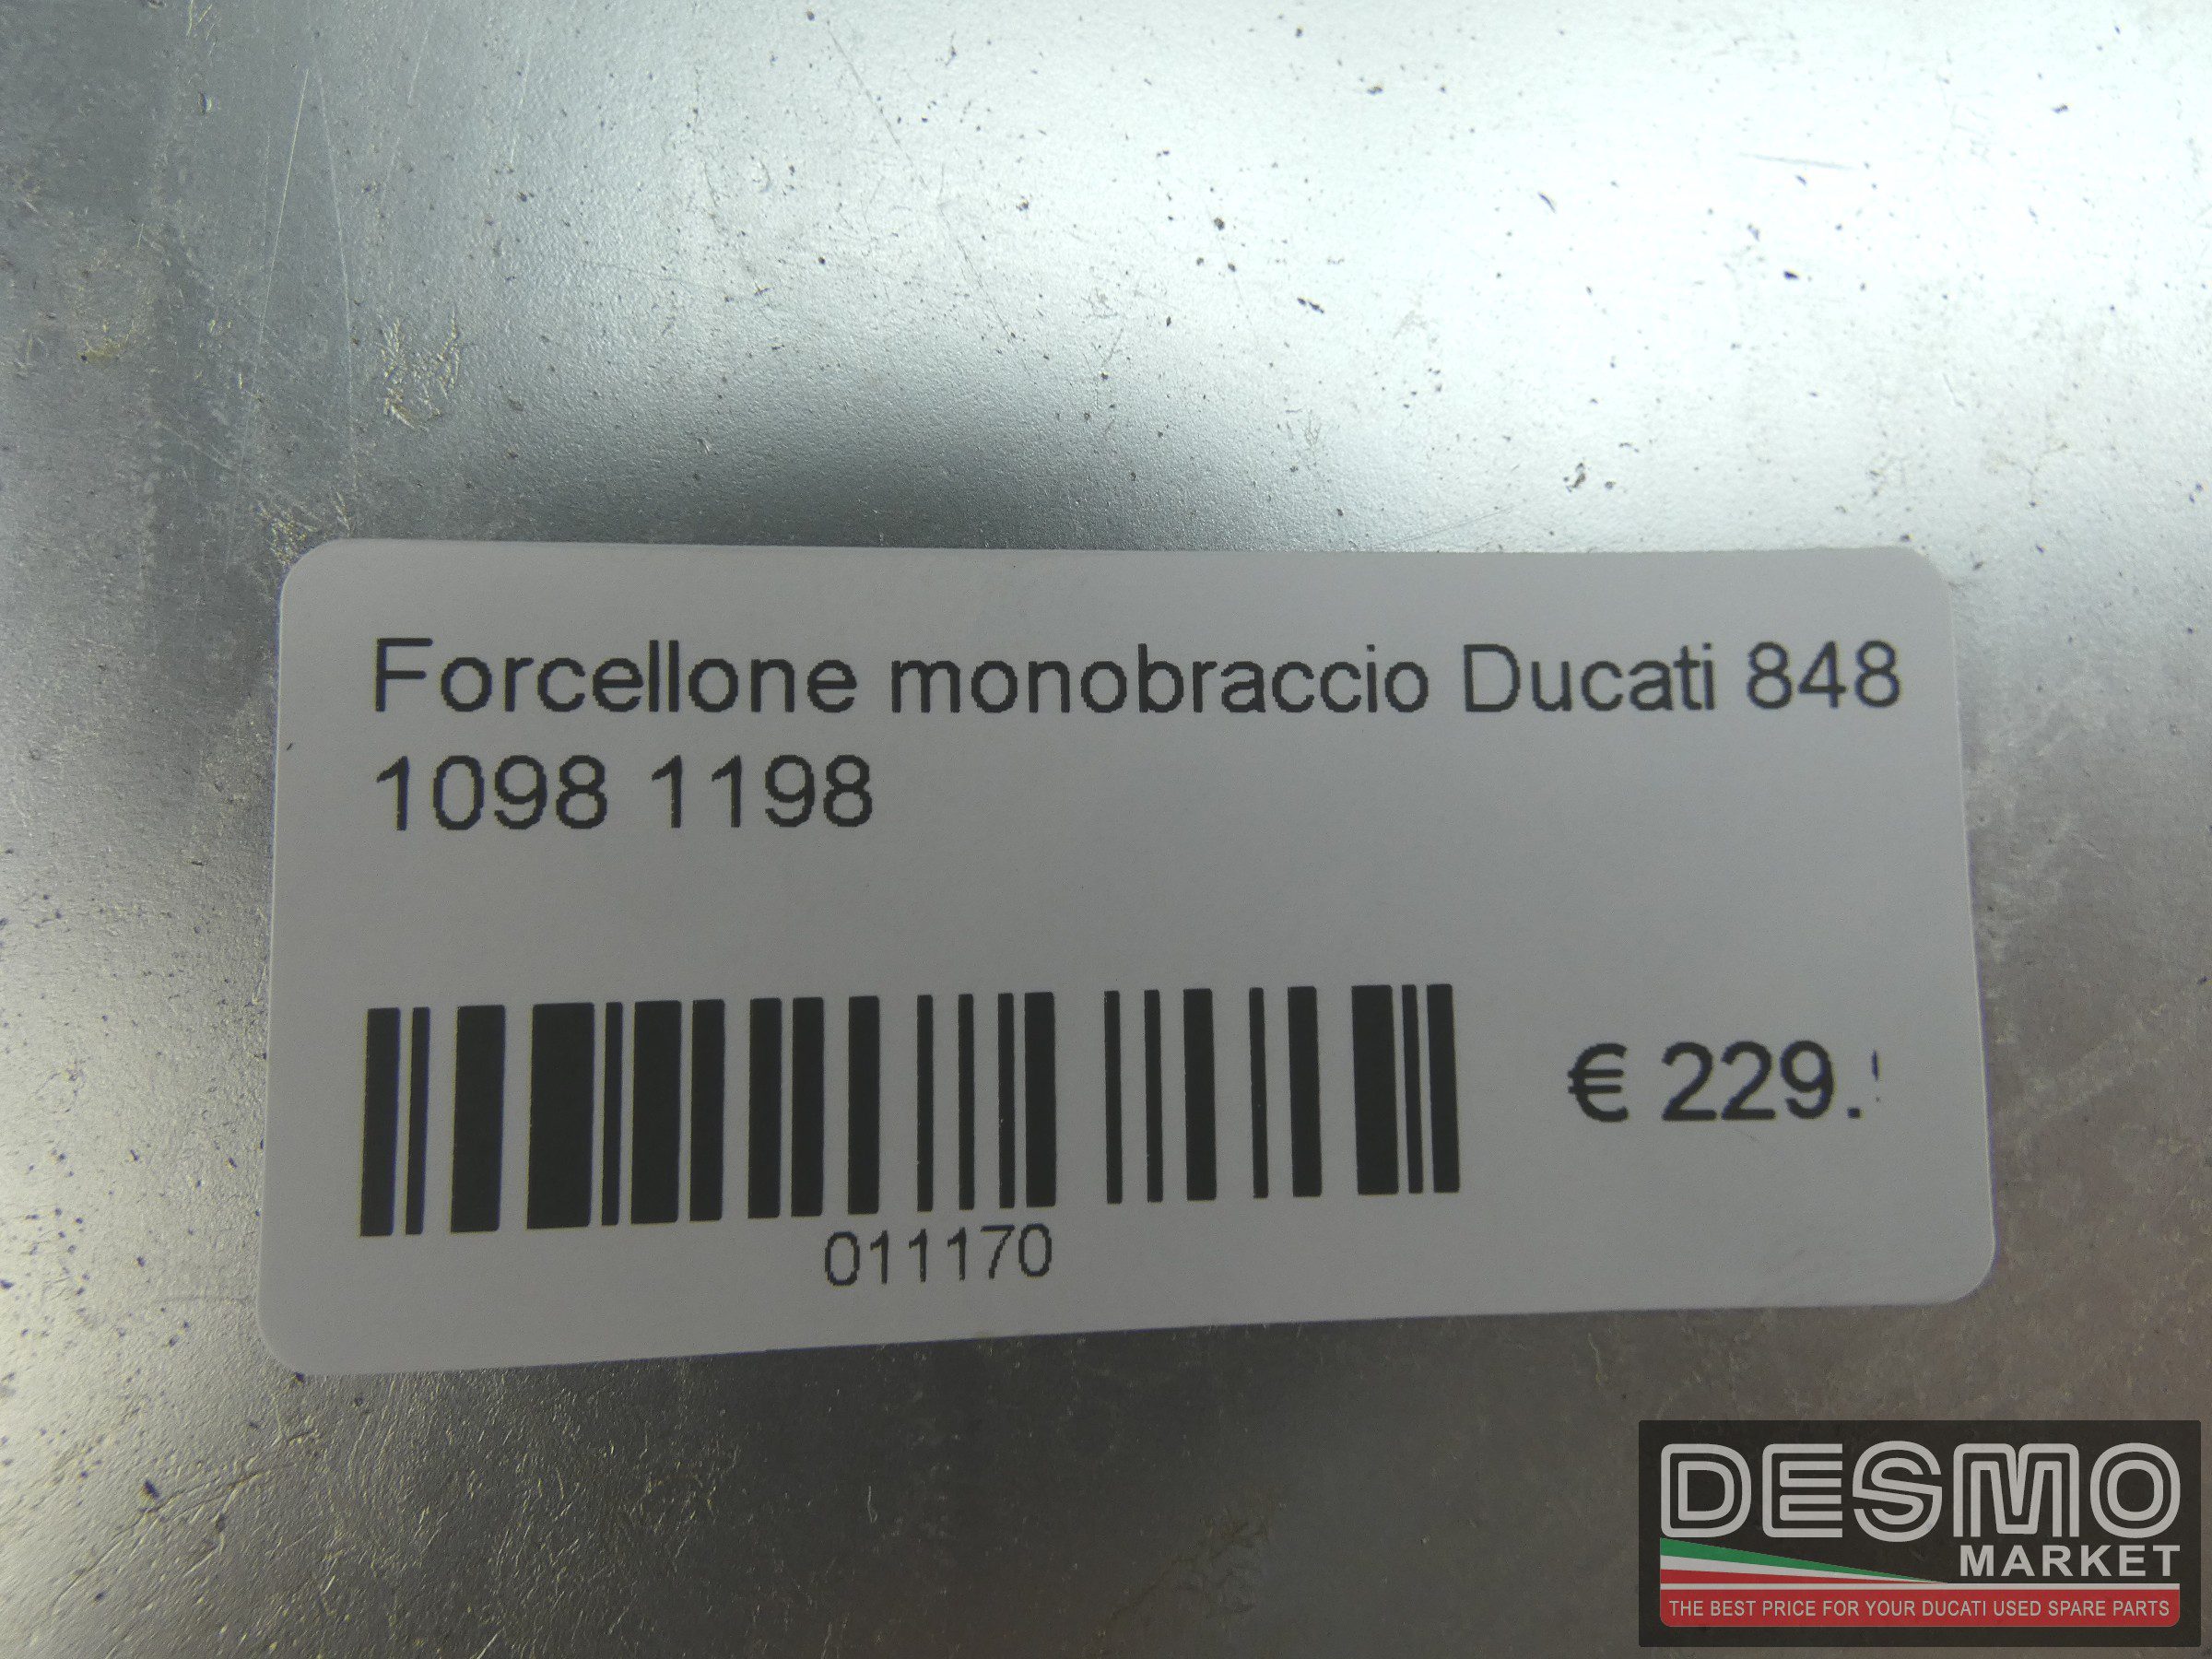 Forcellone monobraccio Ducati 848
1098 1198
€ 229.
011170
DESMO
MARKET
THE BEST PRICE FOR YOUR DUCATI USED SPARE PARTS